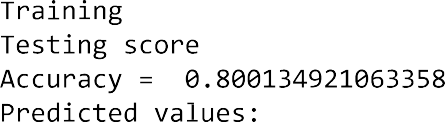 Training
Testing score
Accuracy =  0.800134921063358
Predicted values: